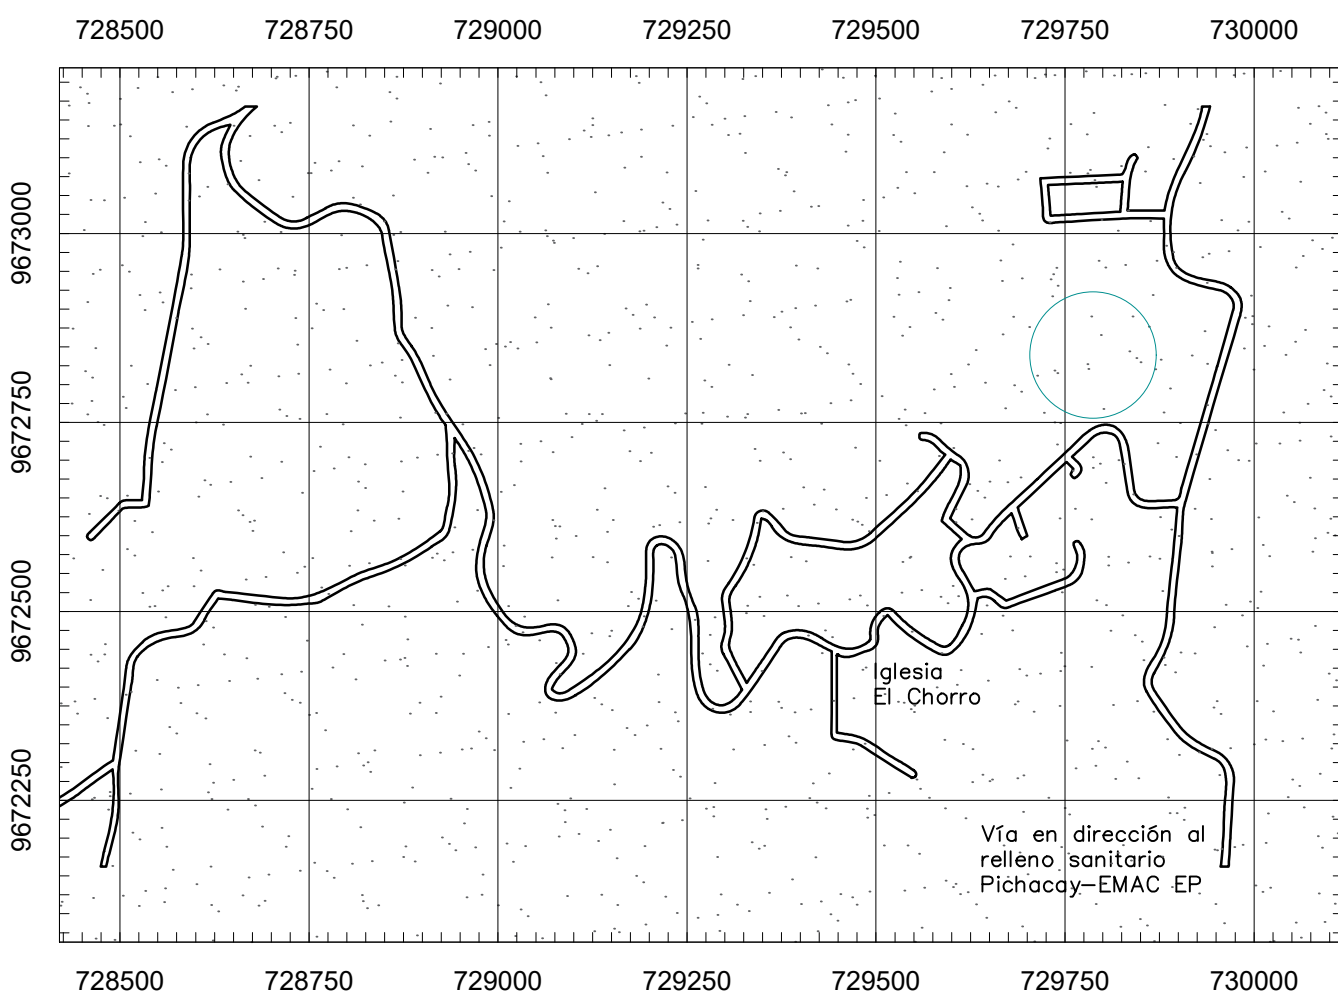 728500 728750 729000 729250 729500 729750 730000
9673000
9672750
9672500
9672250
Iglesia
El Chorro
Vía en dirección al
relleno sanitario
Pichacay-EMAC EP
728500 728750 729000 729250 729500 729750 730000